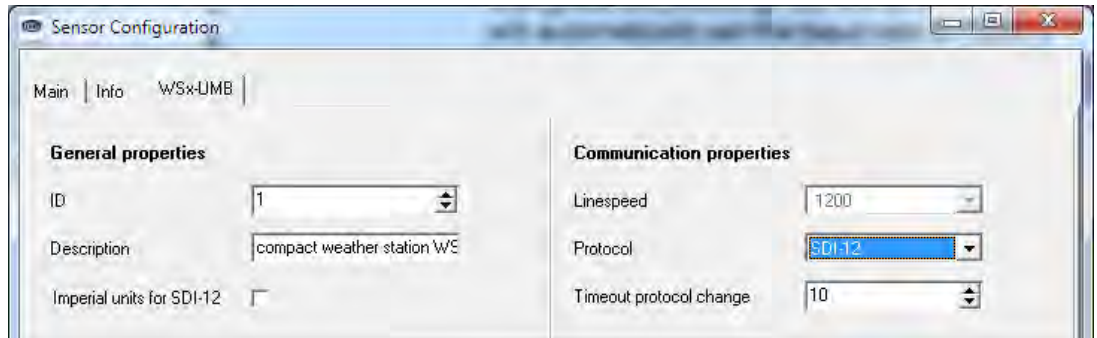 Sensor Configuration
Main Info WSx-UMB
General properties
ID 1
Description compact weather station WS
Imperial units for SDI-12
Communication properties
Linespeed 1200
Protocol SDI-12
Timeout protocol change 10